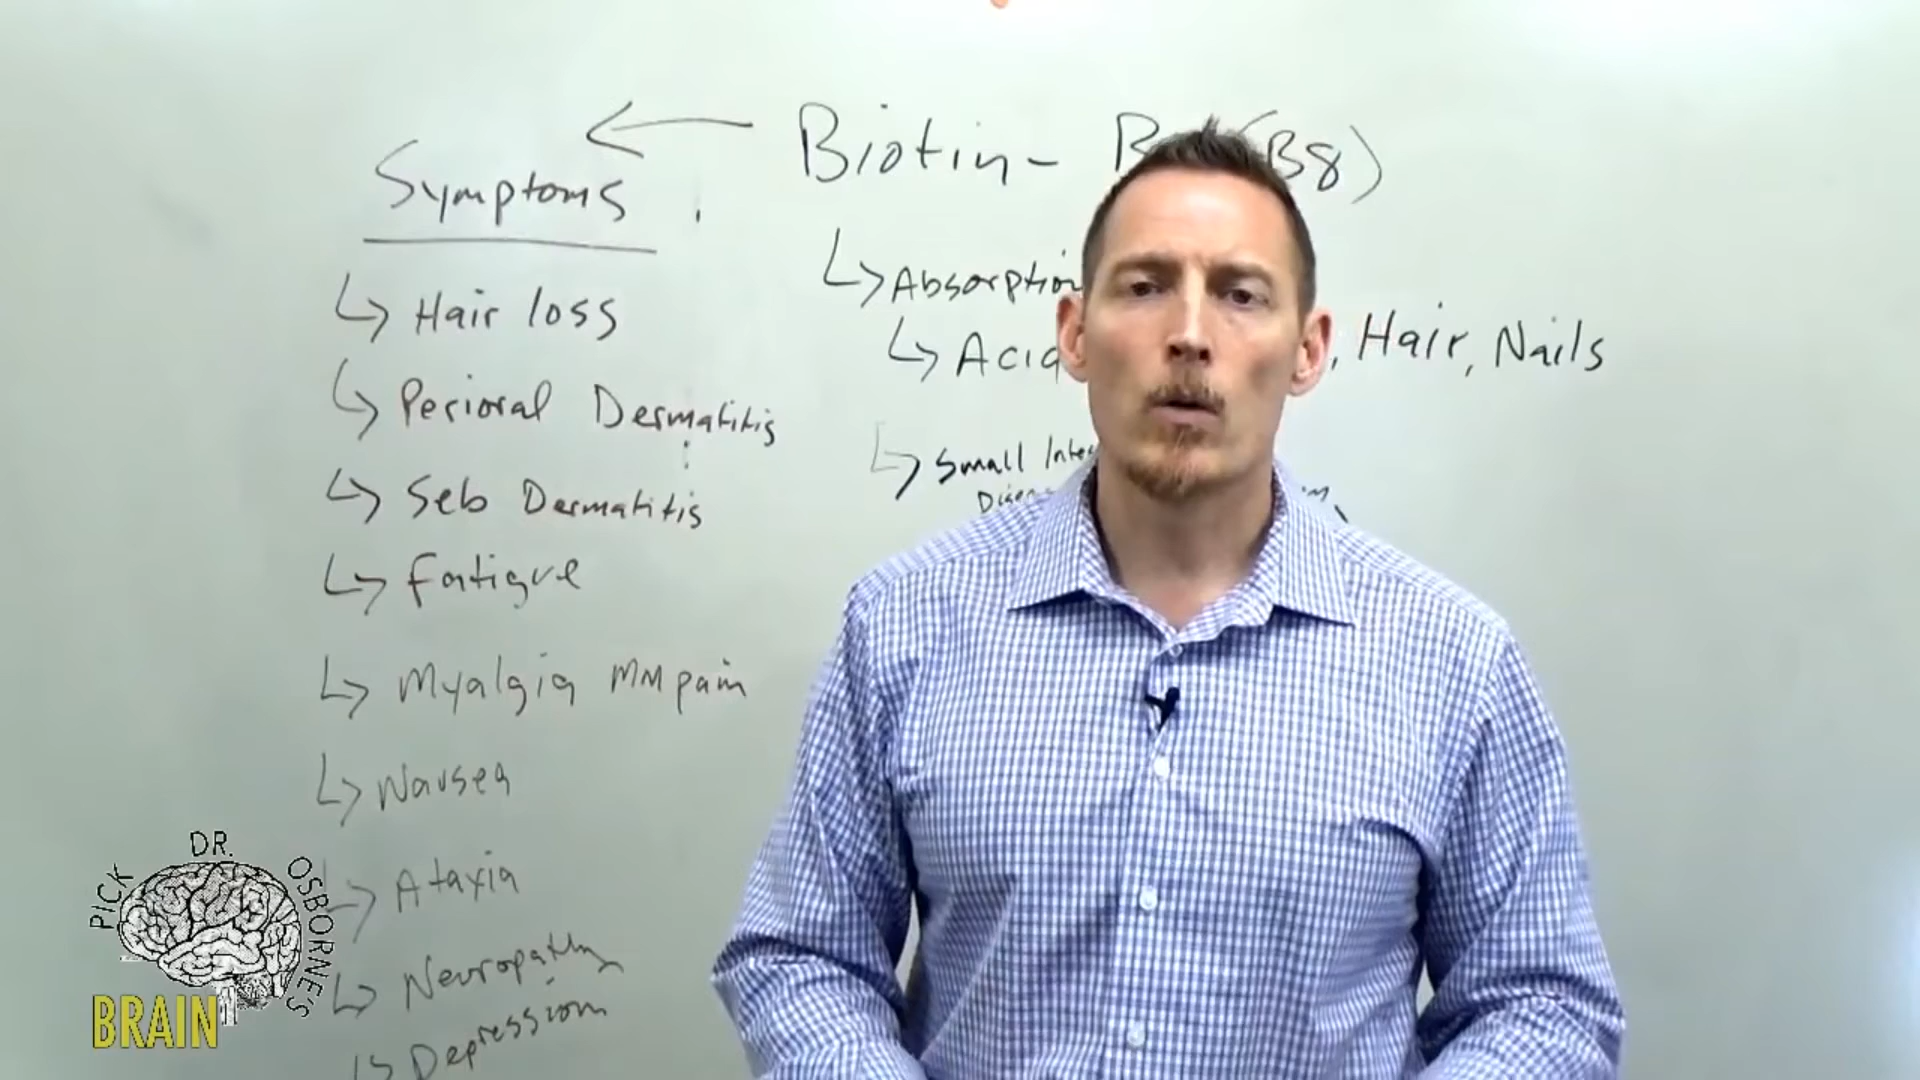 Biotin - B (B8)
Symptoms
Hair loss
Perioral Dermatitis
Seb Dermatitis
Fatigue
Myalgia MM pain
Nausea
Ataxia
Neuropathy
Depression
Absorption
Acid , Hair, Nails
Small
PICK DR. OSBORNE'S
BRAIN